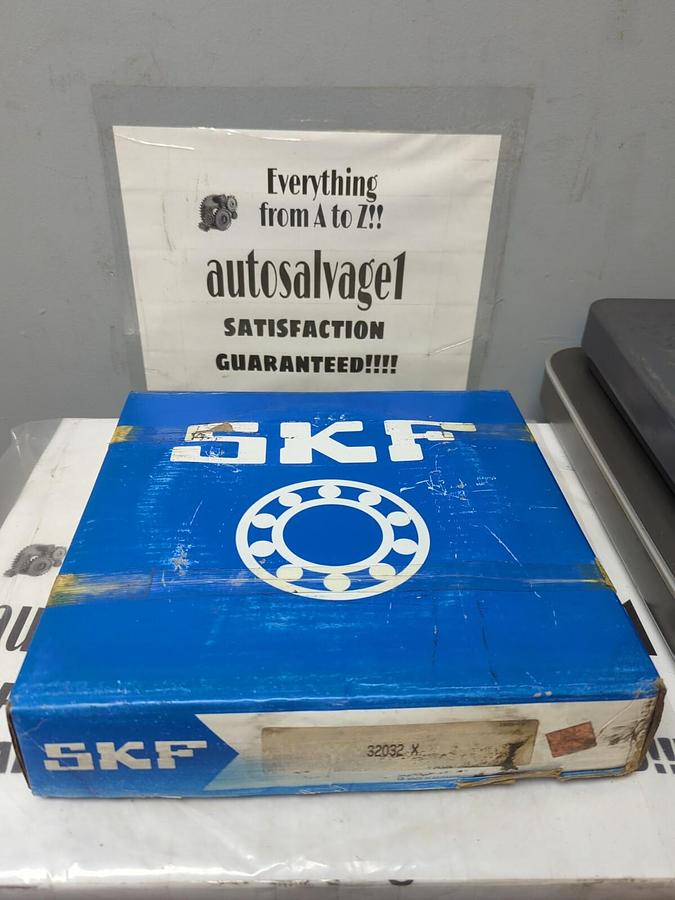 Everything
from A to Z!!
autosalvage1
SATISFACTION
GUARANTEED!!!!
SKF
SKF
32032 X